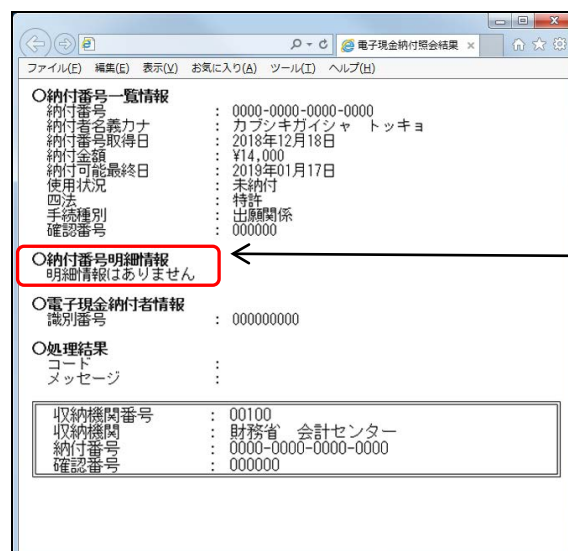 電子現金納付照会結果
ファイル(F) 編集(E) 表示(V) お気に入り(A) ツール(T) ヘルプ(H)
○納付番号一覧情報
納付番号 : 0000-0000-0000-0000
納付者名義カナ : カブシキガイシャ トッキョ
納付番号取得日 : 2018年12月18日
納付金額 : ¥14,000
納付可能最終日 : 2019年01月17日
使用状況 : 未納付
四法 : 特許
手続種別 : 出願関係
確認番号 : 000000
○納付番号明細情報
明細情報はありません
○電子現金納付者情報
識別番号 : 000000000
○処理結果
コード :
メッセージ :
収納機関番号 : 00100
収納機関 : 財務省 会計センター
納付番号 : 0000-0000-0000-0000
確認番号 : 000000